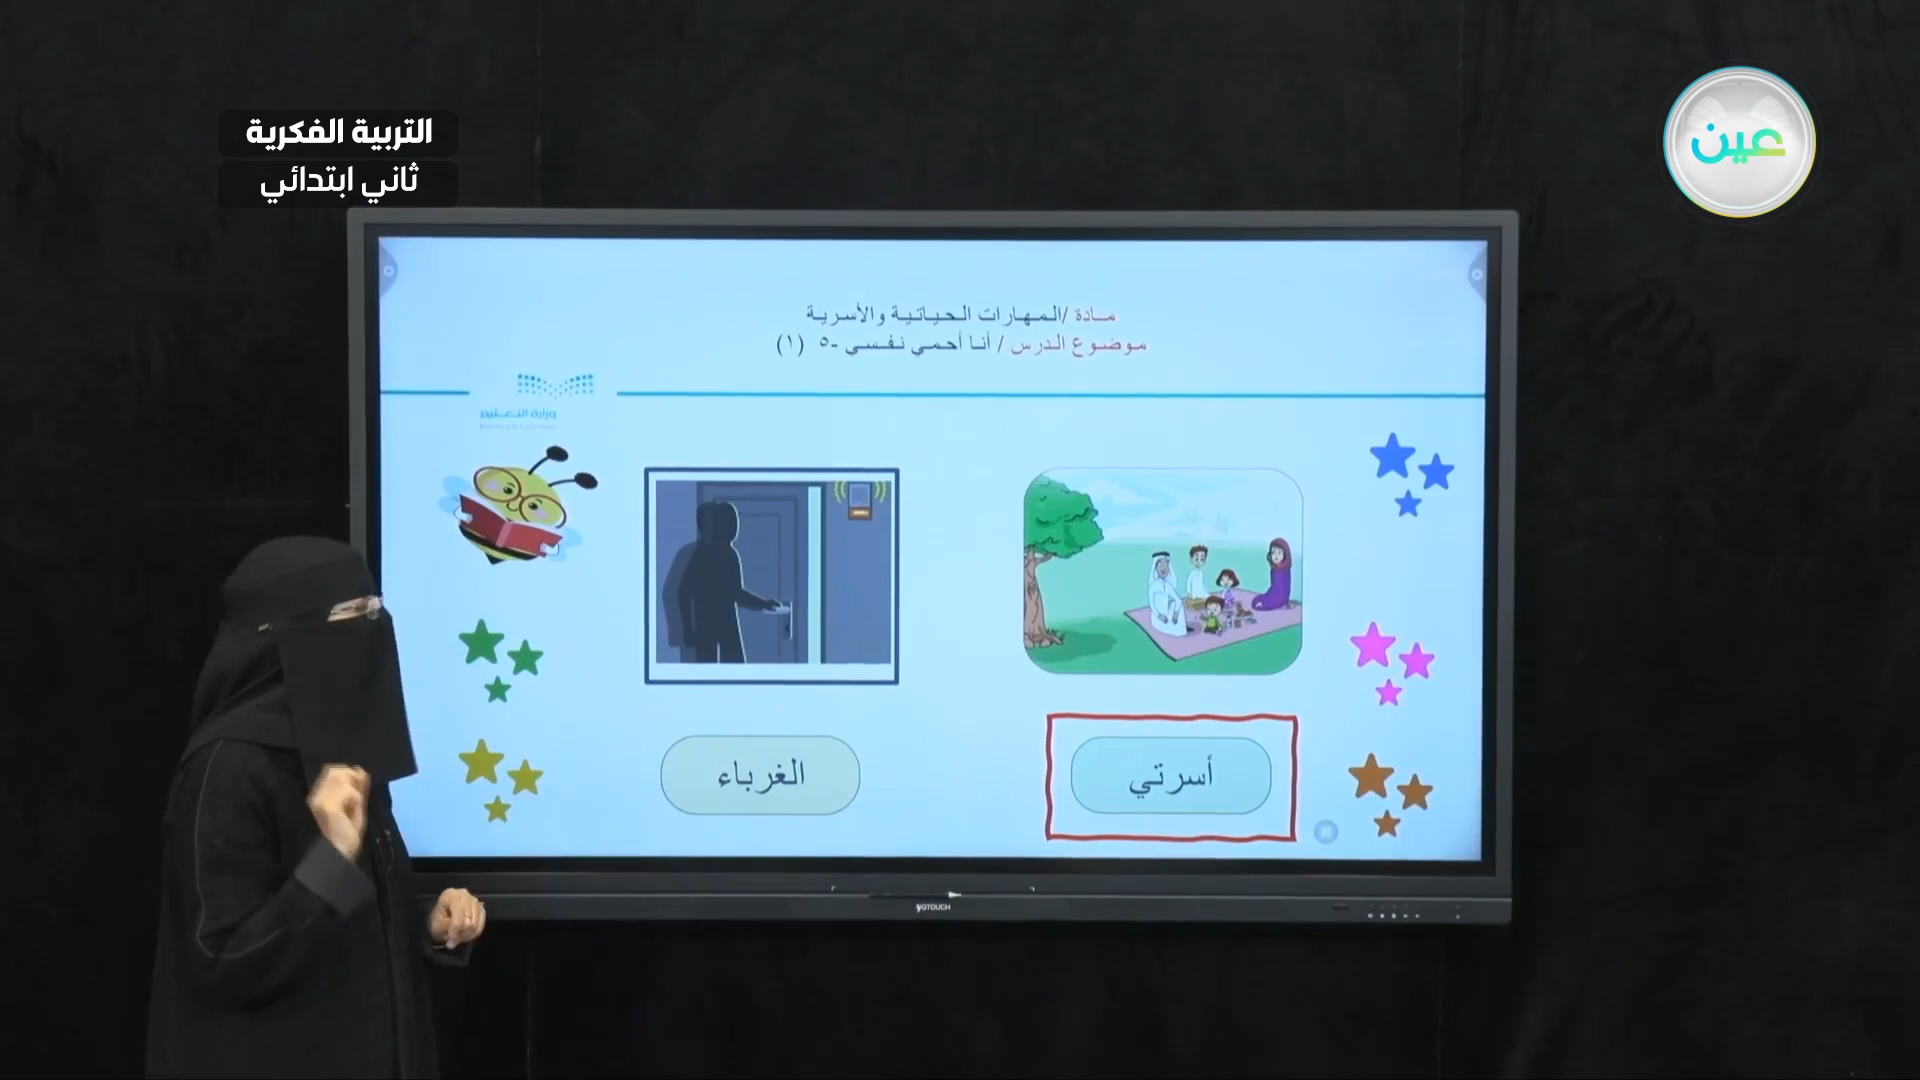 التربية الفكرية
ثاني ابتدائي
عين
مادة /المهارات الحياتية والأسرية
موضوع الدرس / أنا أحمي نفسي -٥ (١)
وزارة التعليم
أسرتي
الغرباء